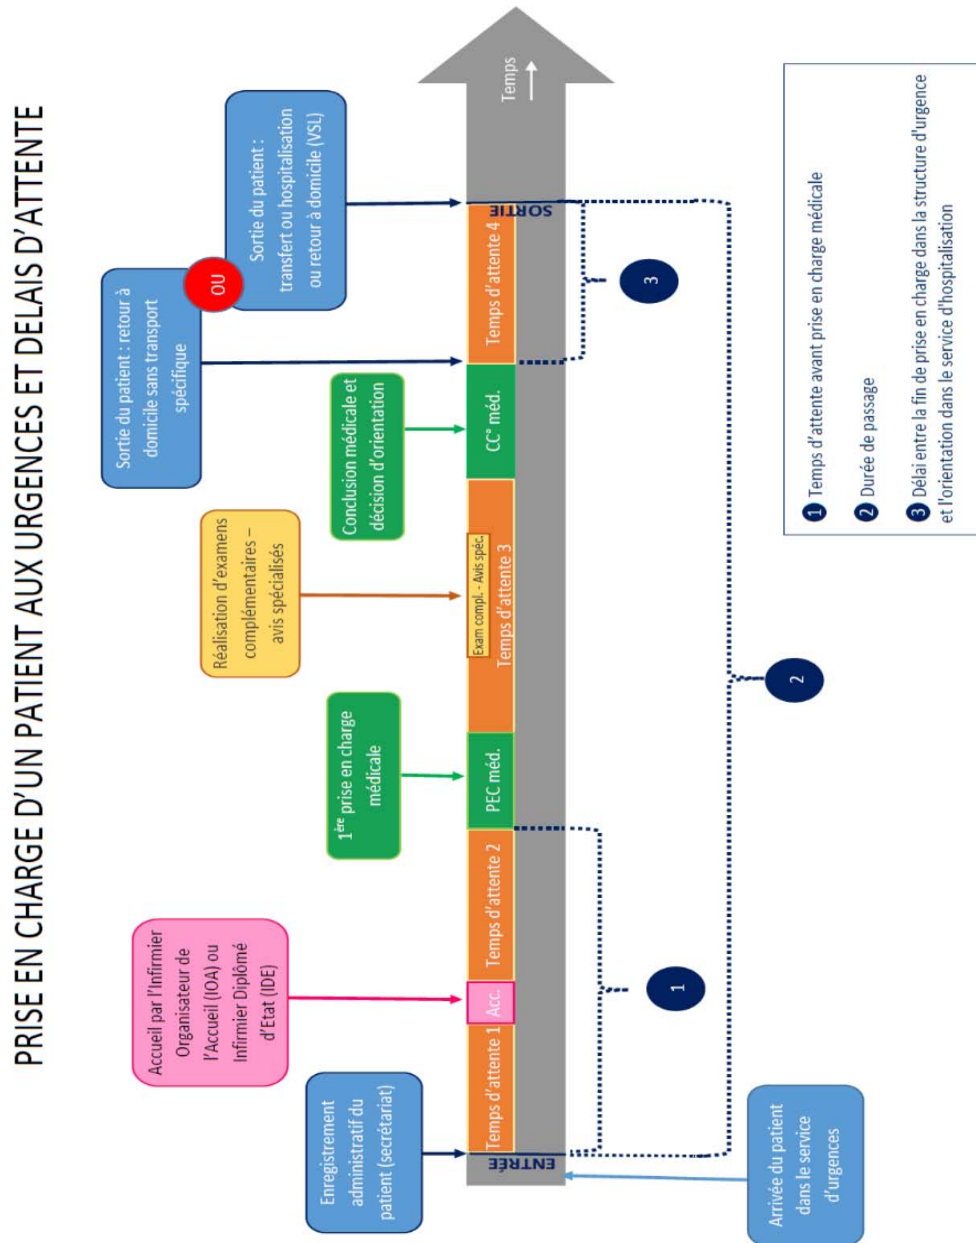 PRISE EN CHARGE D'UN PATIENT AUX URGENCES ET DELAIS D'ATTENTE
Enregistrement
administratif du
patient (secrétariat)
Accueil par l'Infirmier
Organisateur de
l'Accueil (IOA) ou
Infirmier Diplômé
d'Etat (IDE)
1ère prise en charge
médicale
Réalisation d'examens
complémentaires –
avis spécialisés
Conclusion médicale et
décision d'orientation
Sortie du patient : retour à
domicile sans transport
spécifique
OU
Sortie du patient :
transfert ou hospitalisation
ou retour à domicile (VSL)
ENTRÉE
Temps d'attente 1
Acc.
Temps d'attente 2
PEC méd.
Exam compl. - Avis spéc.
Temps d'attente 3
CC° méd.
Temps d'attente 4
SORTIE
Temps
Arrivée du patient
dans le service
d'urgences
1
2
3
1 Temps d'attente avant prise en charge médicale
2 Durée de passage
3 Délai entre la fin de prise en charge dans la structure d'urgence
et l'orientation dans le service d'hospitalisation